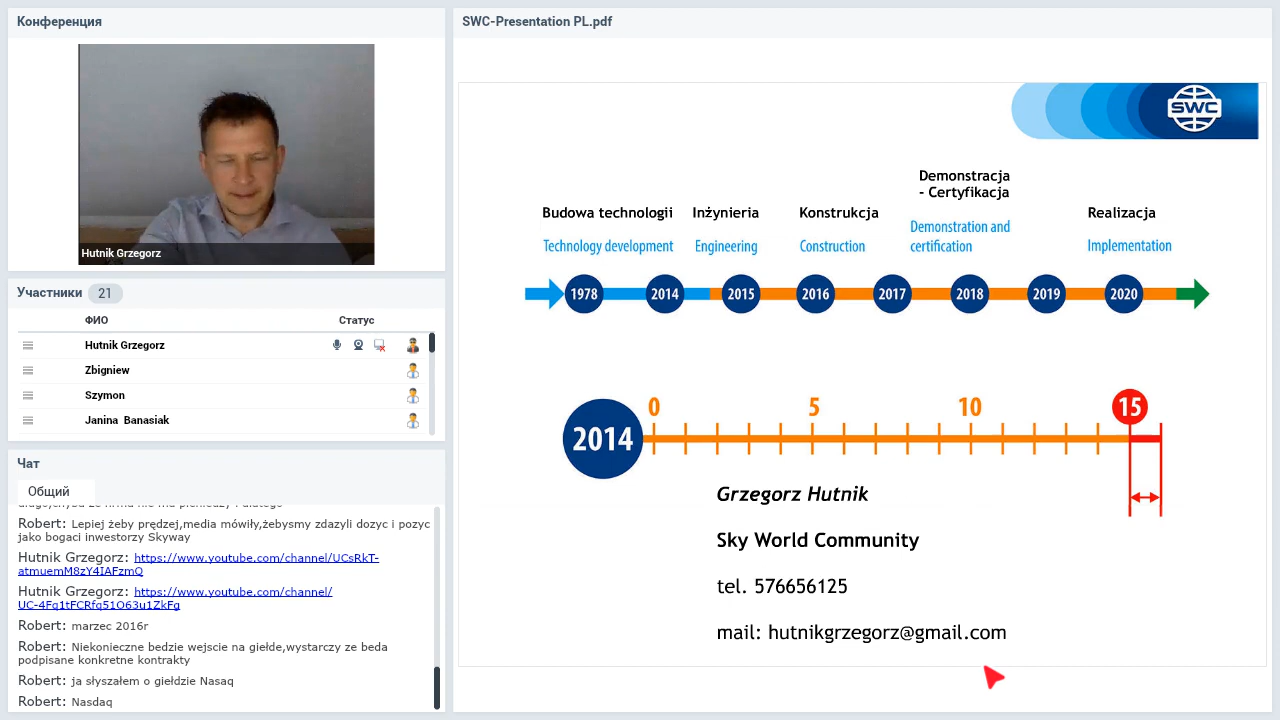 Конференция
Hutnik Grzegorz
Участники 21
ФИО Статус
Hutnik Grzegorz
Zbigniew
Szymon
Janina Banasiak
Чат
Общий
Robert: Lepiej żeby prędzej,media mówiły,żebysmy zdazyli dozyc i pozyc
jako bogaci inwestorzy Skyway
Hutnik Grzegorz: https://www.youtube.com/channel/UCsRkT-
atmuemM8zY4IAFzmQ
Hutnik Grzegorz: https://www.youtube.com/channel/
UC-4Fq1tFCRfq51O63u1ZkFg
Robert: marzec 2016r
Robert: Niekonieczne bedzie wejscie na giełde,wystarczy ze beda
podpisane konkretne kontrakty
Robert: ja słyszałem o giełdzie Nasaq
Robert: Nasdaq
SWC-Presentation PL.pdf
SWC
Demonstracja
- Certyfikacja
Budowa technologii Inżynieria Konstrukcja Realizacja
Demonstration and
certification
Technology development Engineering Construction Implementation
1978 2014 2015 2016 2017 2018 2019 2020
0 5 10 15
2014
Grzegorz Hutnik
Sky World Community
tel. 576656125
mail: hutnikgrzegorz@gmail.com